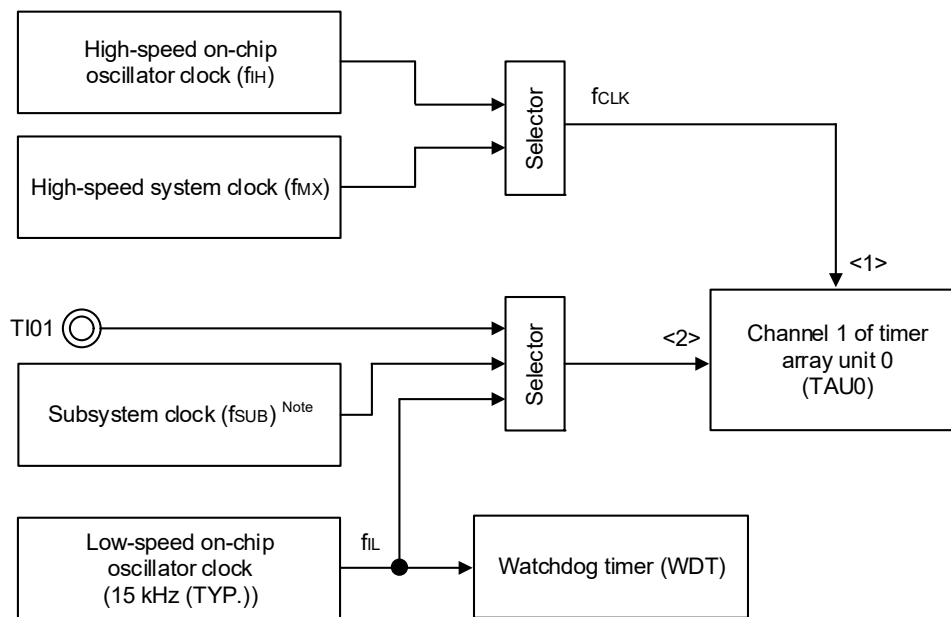 High-speed on-chip
oscillator clock (fIH)
Selector
fCLK
High-speed system clock (fMX)
<1>
TI01
Selector
<2>
Channel 1 of timer
array unit 0
(TAU0)
Subsystem clock (fSUB) Note
Low-speed on-chip
oscillator clock
(15 kHz (TYP.))
fIL
Watchdog timer (WDT)